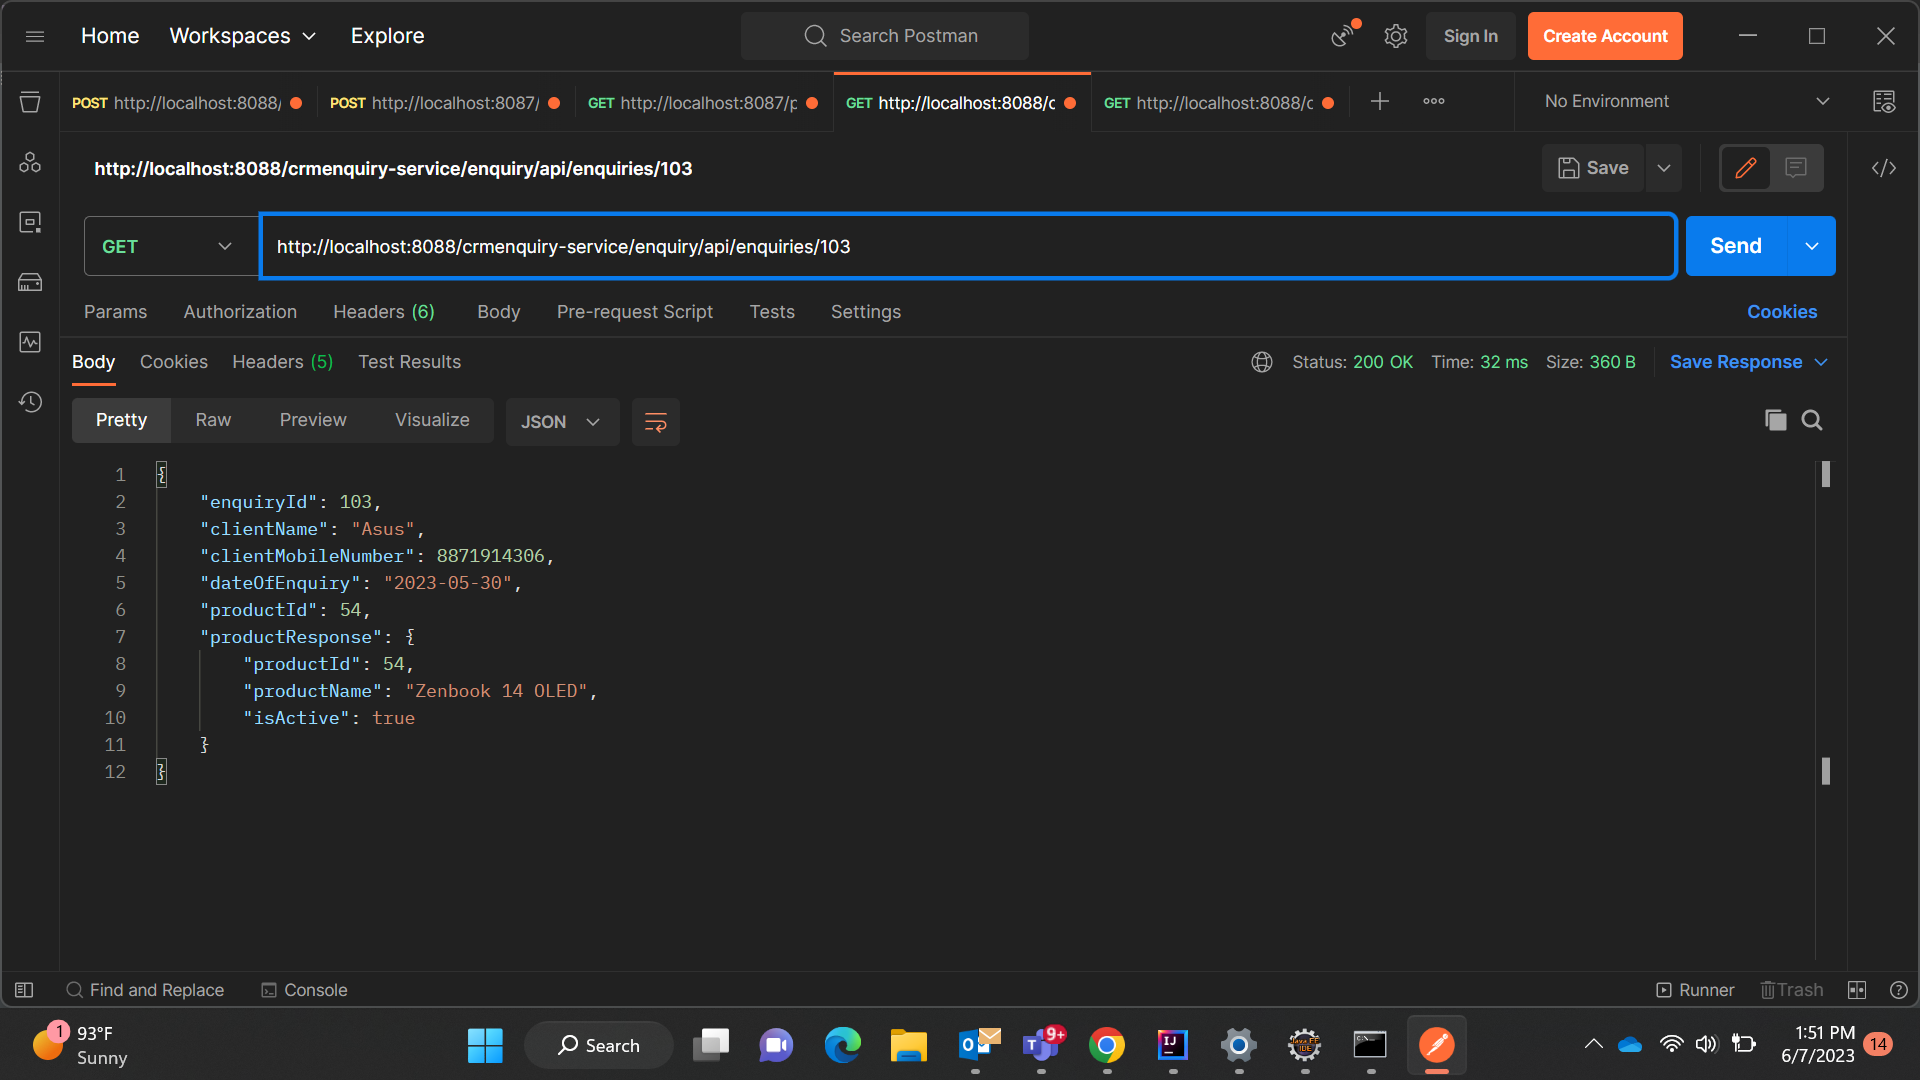 Home Workspaces Explore Search Postman Sign In Create Account
POST http://localhost:8088/ POST http://localhost:8087/ GET http://localhost:8087/p GET http://localhost:8088/c GET http://localhost:8088/c No Environment
http://localhost:8088/crmenquiry-service/enquiry/api/enquiries/103 Save
GET http://localhost:8088/crmenquiry-service/enquiry/api/enquiries/103 Send
Params Authorization Headers (6) Body Pre-request Script Tests Settings Cookies
Body Cookies Headers (5) Test Results Status: 200 OK Time: 32 ms Size: 360 B Save Response
Pretty Raw Preview Visualize JSON
1 {
2 "enquiryId": 103,
3 "clientName": "Asus",
4 "clientMobileNumber": 8871914306,
5 "dateOfEnquiry": "2023-05-30",
6 "productId": 54,
7 "productResponse": {
8 "productId": 54,
9 "productName": "Zenbook 14 OLED",
10 "isActive": true
11 }
12 }
Find and Replace Console Runner Trash
1 93°F
Sunny
Search
9+
1:51 PM
6/7/2023
14